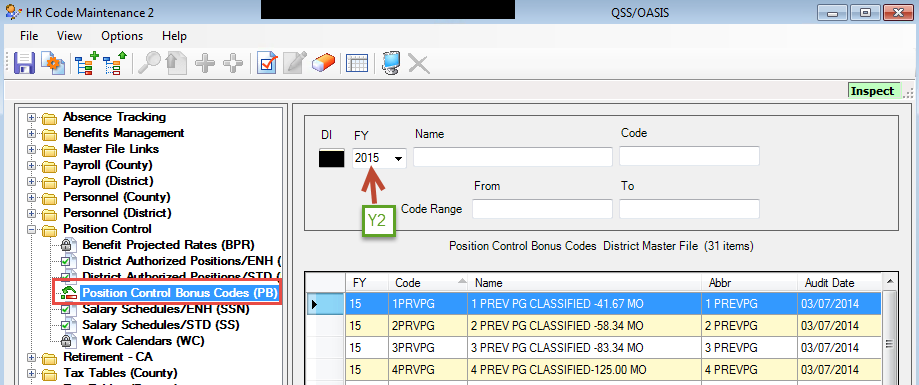 HR Code Maintenance 2
QSS/OASIS
File View Options Help
Inspect
Absence Tracking
Benefits Management
Master File Links
Payroll (County)
Payroll (District)
Personnel (County)
Personnel (District)
Position Control
Benefit Projected Rates (BPR)
District Authorized Positions/ENH (
District Authorized Positions/STD (
Position Control Bonus Codes (PB)
Salary Schedules/ENH (SSN)
Salary Schedules/STD (SS)
Work Calendars (WC)
Retirement - CA
Tax Tables (County)
DI FY Name Code
2015
From To
Y2 Code Range
Position Control Bonus Codes District Master File (31 items)
FY Code Name Abbr Audit Date
15 1PRVPG 1 PREV PG CLASSIFIED -41.67 MO 1 PREVPG 03/07/2014
15 2PRVPG 2 PREV PG CLASSIFIED -58.34 MO 2 PREVPG 03/07/2014
15 3PRVPG 3 PREV PG CLASSIFIED -83.34 MO 3 PREVPG 03/07/2014
15 4PRVPG 4 PREV PG CLASSIFIED-125.00 MO 4 PREVPG 03/07/2014